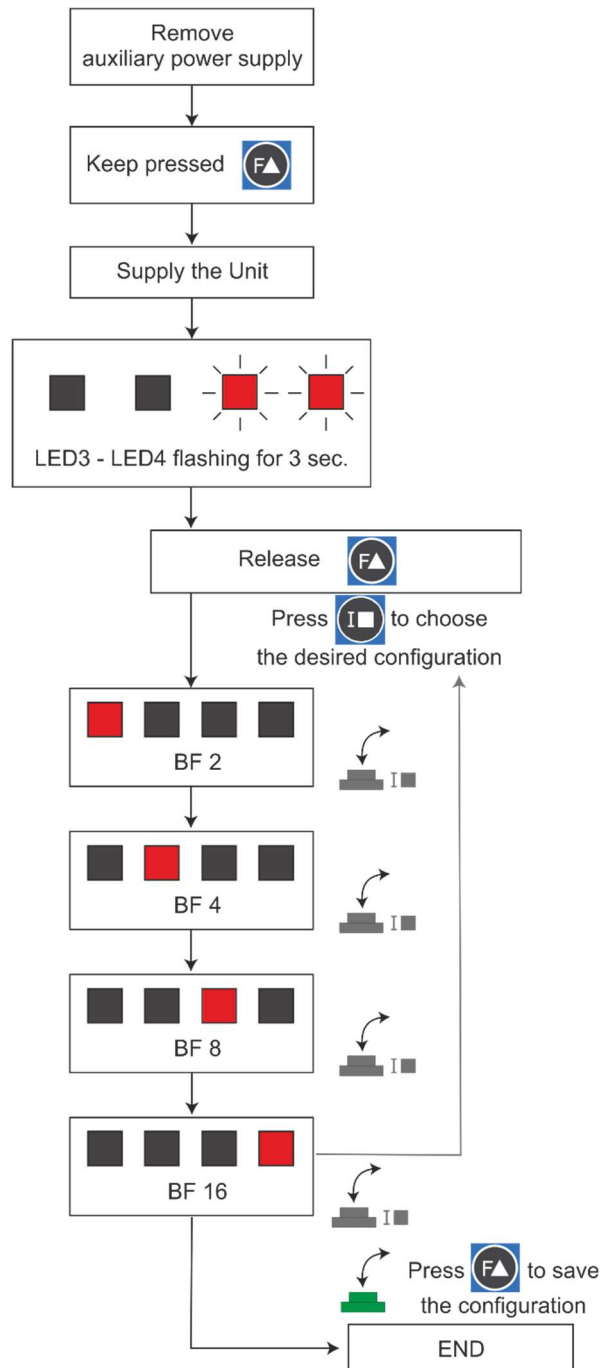 Remove
auxiliary power supply
Keep pressed F▲
Supply the Unit
LED3 - LED4 flashing for 3 sec.
Release F▲
Press I■ to choose
the desired configuration
BF 2
I■
BF 4
I■
BF 8
I■
BF 16
I■
Press F▲ to save
the configuration
END